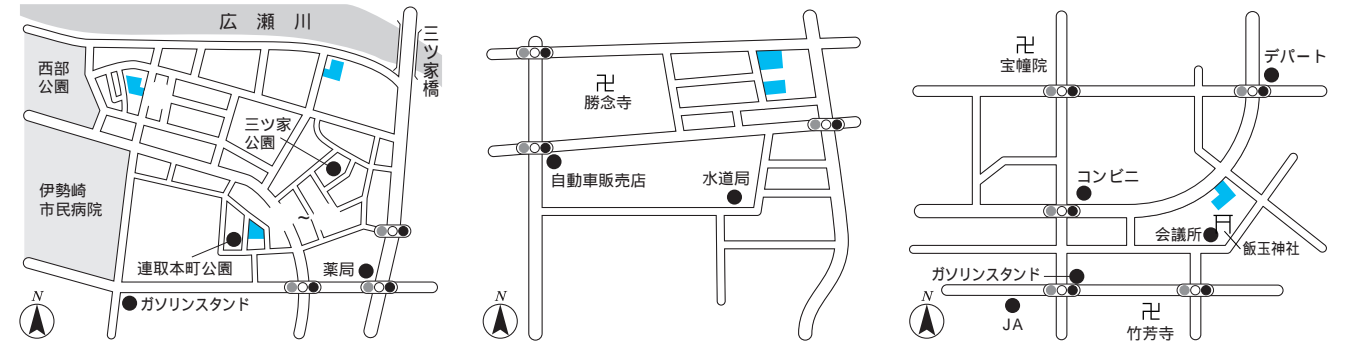 広瀬川
三ツ家橋
西部
公園
三ツ家
公園
伊勢崎
市民病院
連取本町公園
薬局
ガソリンスタンド
N
卍
勝念寺
自動車販売店
水道局
N
卍
宝幢院
デパート
コンビニ
会議所
飯玉神社
ガソリンスタンド
N
JA
卍
竹芳寺